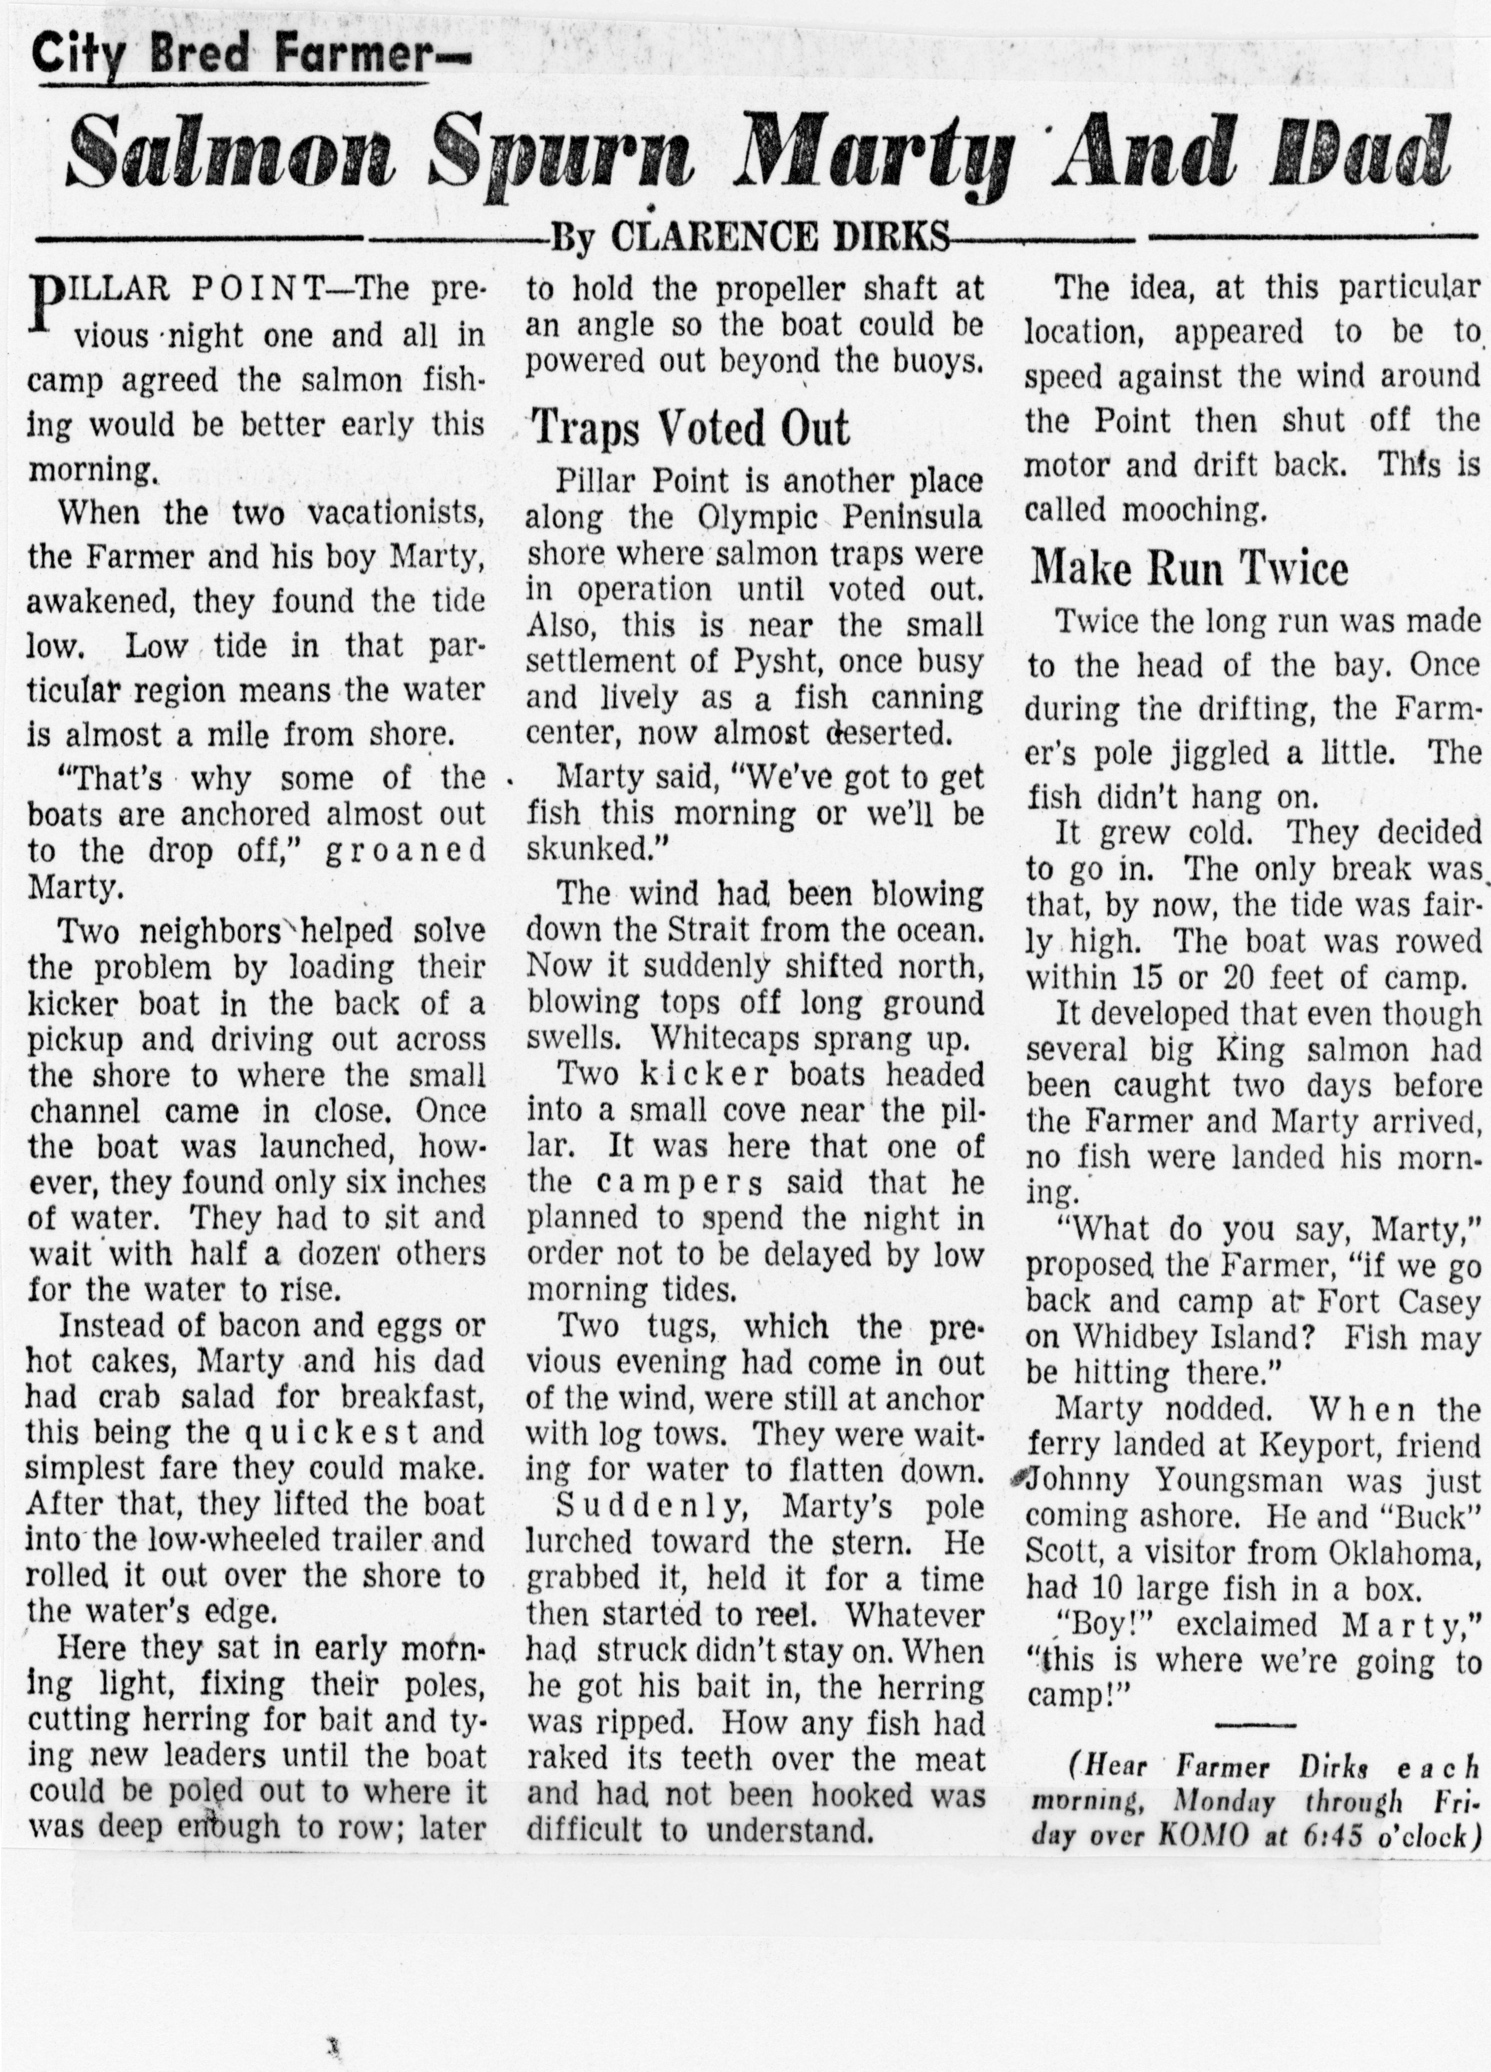 City Bred Farmer—
Salmon Spurn Marty And Dad
By CLARENCE DIRKS
PILLAR POINT—The pre-
vious night one and all in
camp agreed the salmon fish-
ing would be better early this
morning.
When the two vacationists,
the Farmer and his boy Marty,
awakened, they found the tide
low. Low tide in that par-
ticular region means the water
is almost a mile from shore.
"That's why some of the
boats are anchored almost out
to the drop off," groaned
Marty.
Two neighbors helped solve
the problem by loading their
kicker boat in the back of a
pickup and driving out across
the shore to where the small
channel came in close. Once
the boat was launched, how-
ever, they found only six inches
of water. They had to sit and
wait with half a dozen others
for the water to rise.
Instead of bacon and eggs or
hot cakes, Marty and his dad
had crab salad for breakfast,
this being the quickest and
simplest fare they could make.
After that, they lifted the boat
into the low-wheeled trailer and
rolled it out over the shore to
the water's edge.
Here they sat in early morn-
ing light, fixing their poles,
cutting herring for bait and ty-
ing new leaders until the boat
could be poled out to where it
was deep enough to row; later
to hold the propeller shaft at
an angle so the boat could be
powered out beyond the buoys.
Traps Voted Out
Pillar Point is another place
along the Olympic Peninsula
shore where salmon traps were
in operation until voted out.
Also, this is near the small
settlement of Pysht, once busy
and lively as a fish canning
center, now almost deserted.
Marty said, "We've got to get
fish this morning or we'll be
skunked."
The wind had been blowing
down the Strait from the ocean.
Now it suddenly shifted north,
blowing tops off long ground
swells. Whitecaps sprang up.
Two kicker boats headed
into a small cove near the pil-
lar. It was here that one of
the campers said that he
planned to spend the night in
order not to be delayed by low
morning tides.
Two tugs, which the pre-
vious evening had come in out
of the wind, were still at anchor
with log tows. They were wait-
ing for water to flatten down.
Suddenly, Marty's pole
lurched toward the stern. He
grabbed it, held it for a time
then started to reel. Whatever
had struck didn't stay on. When
he got his bait in, the herring
was ripped. How any fish had
raked its teeth over the meat
and had not been hooked was
difficult to understand.
The idea, at this particular
location, appeared to be to
speed against the wind around
the Point then shut off the
motor and drift back. This is
called mooching.
Make Run Twice
Twice the long run was made
to the head of the bay. Once
during the drifting, the Farm-
er's pole jiggled a little. The
fish didn't hang on.
It grew cold. They decided
to go in. The only break was
that, by now, the tide was fair-
ly high. The boat was rowed
within 15 or 20 feet of camp.
It developed that even though
several big King salmon had
been caught two days before
the Farmer and Marty arrived,
no fish were landed his morn-
ing.
"What do you say, Marty,"
proposed the Farmer, "if we go
back and camp at Fort Casey
on Whidbey Island? Fish may
be hitting there."
Marty nodded. When the
ferry landed at Keyport, friend
Johnny Youngsman was just
coming ashore. He and "Buck"
Scott, a visitor from Oklahoma,
had 10 large fish in a box.
"Boy!" exclaimed Marty,"
"this is where we're going to
camp!"
(Hear Farmer Dirks each
morning, Monday through Fri-
day over KOMO at 6:45 o'clock)